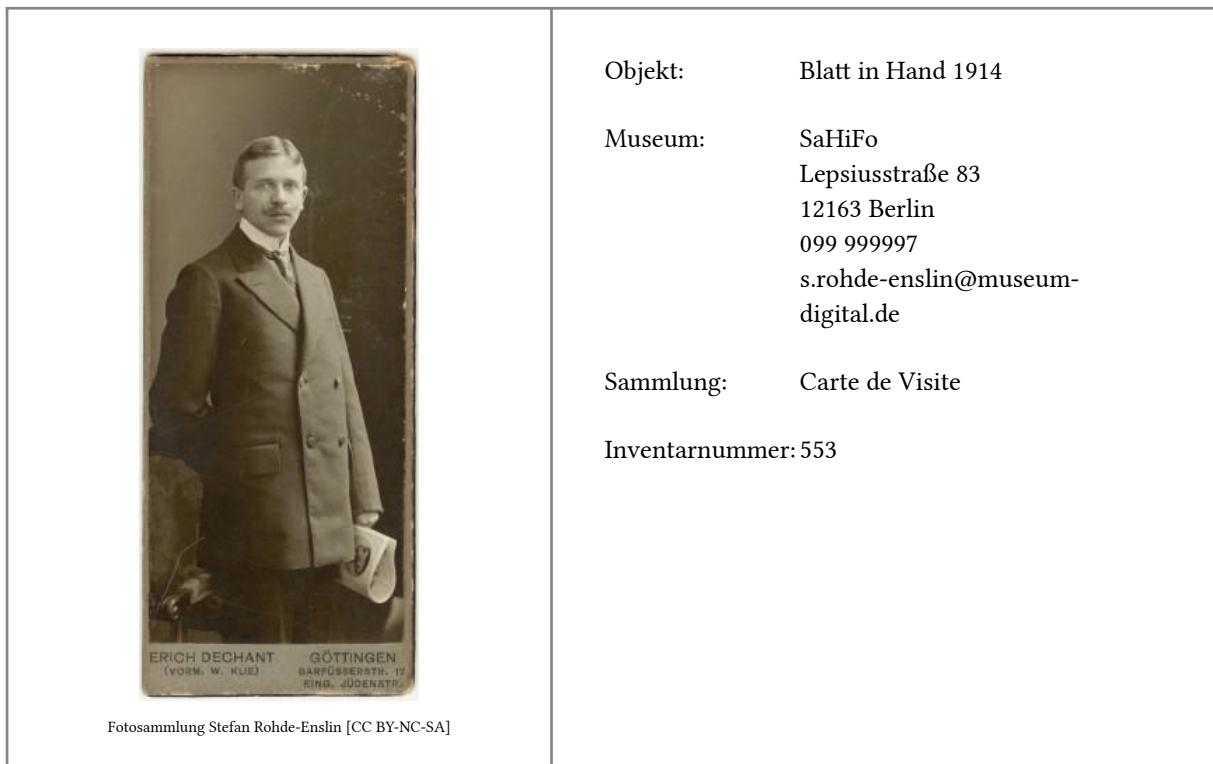 ERICH DECHANT
(VORM. W. KLIE)
GÖTTINGEN
BARFÜSSERSTR. 17
EING. JÜDENSTR.
Fotosammlung Stefan Rohde-Enslin [CC BY-NC-SA]
Objekt: Blatt in Hand 1914
Museum: SaHiFo
Lepsiusstraße 83
12163 Berlin
099 999997
s.rohde-enslin@museum-
digital.de
Sammlung: Carte de Visite
Inventarnummer: 553